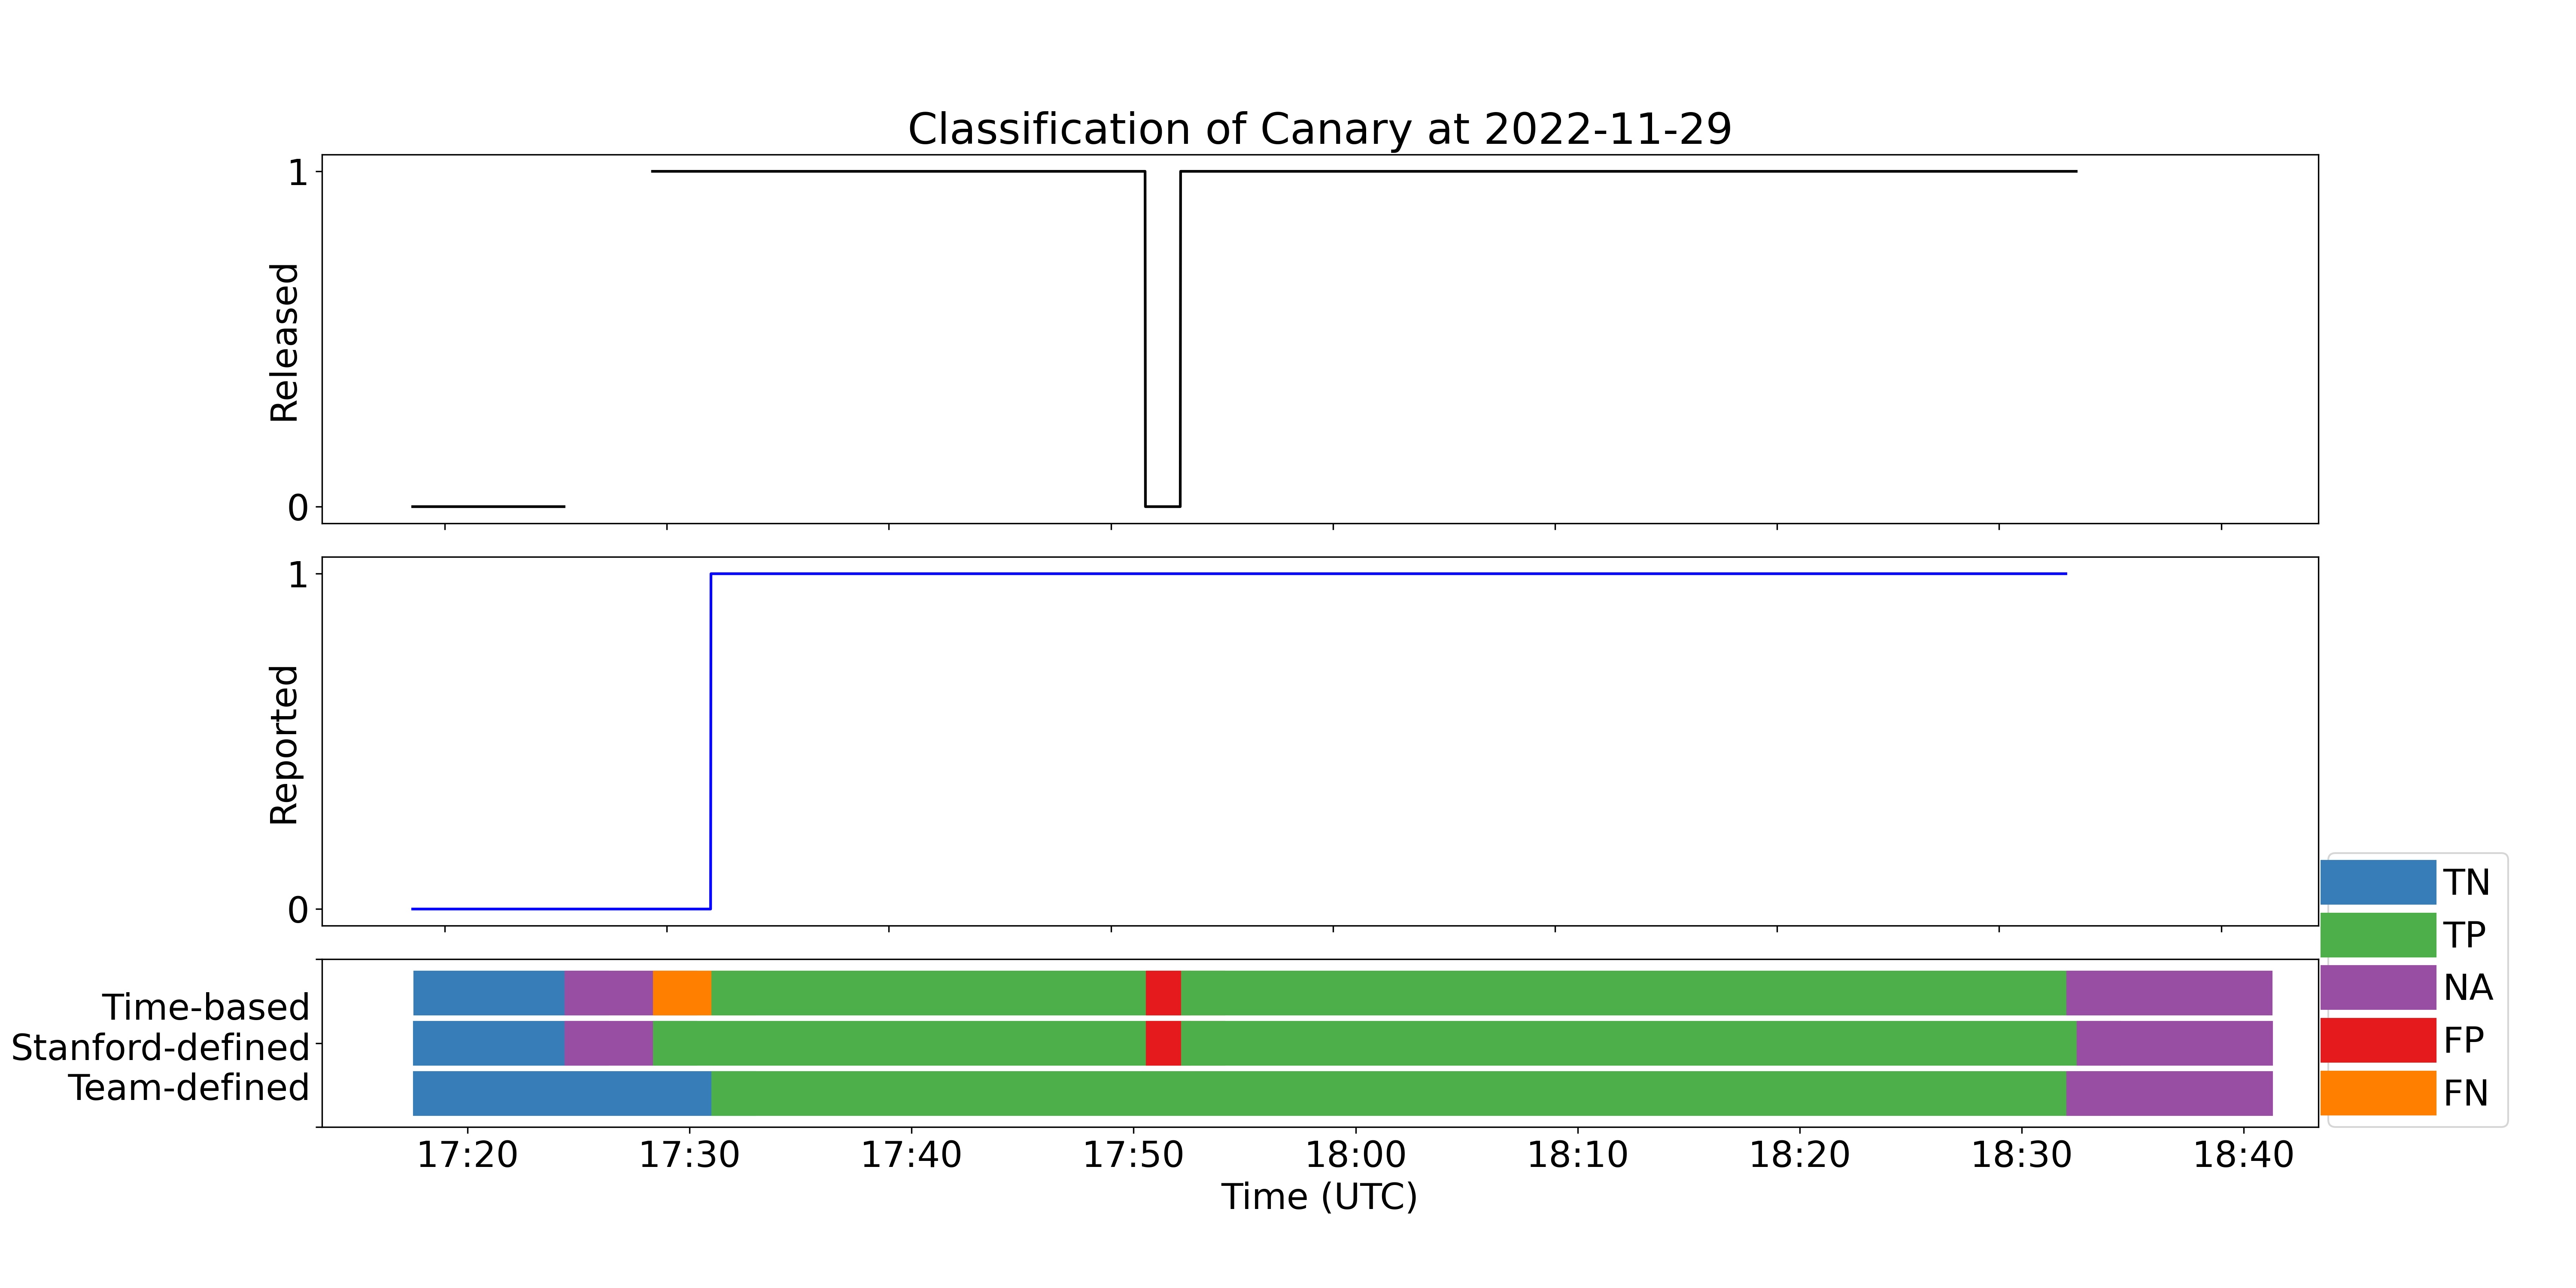 Classification of Canary at 2022-11-29
1
Released
0
1
Reported
0
TN
TP
NA
FP
FN
Time-based
Stanford-defined
Team-defined
17:20 17:30 17:40 17:50 18:00 18:10 18:20 18:30 18:40
Time (UTC)